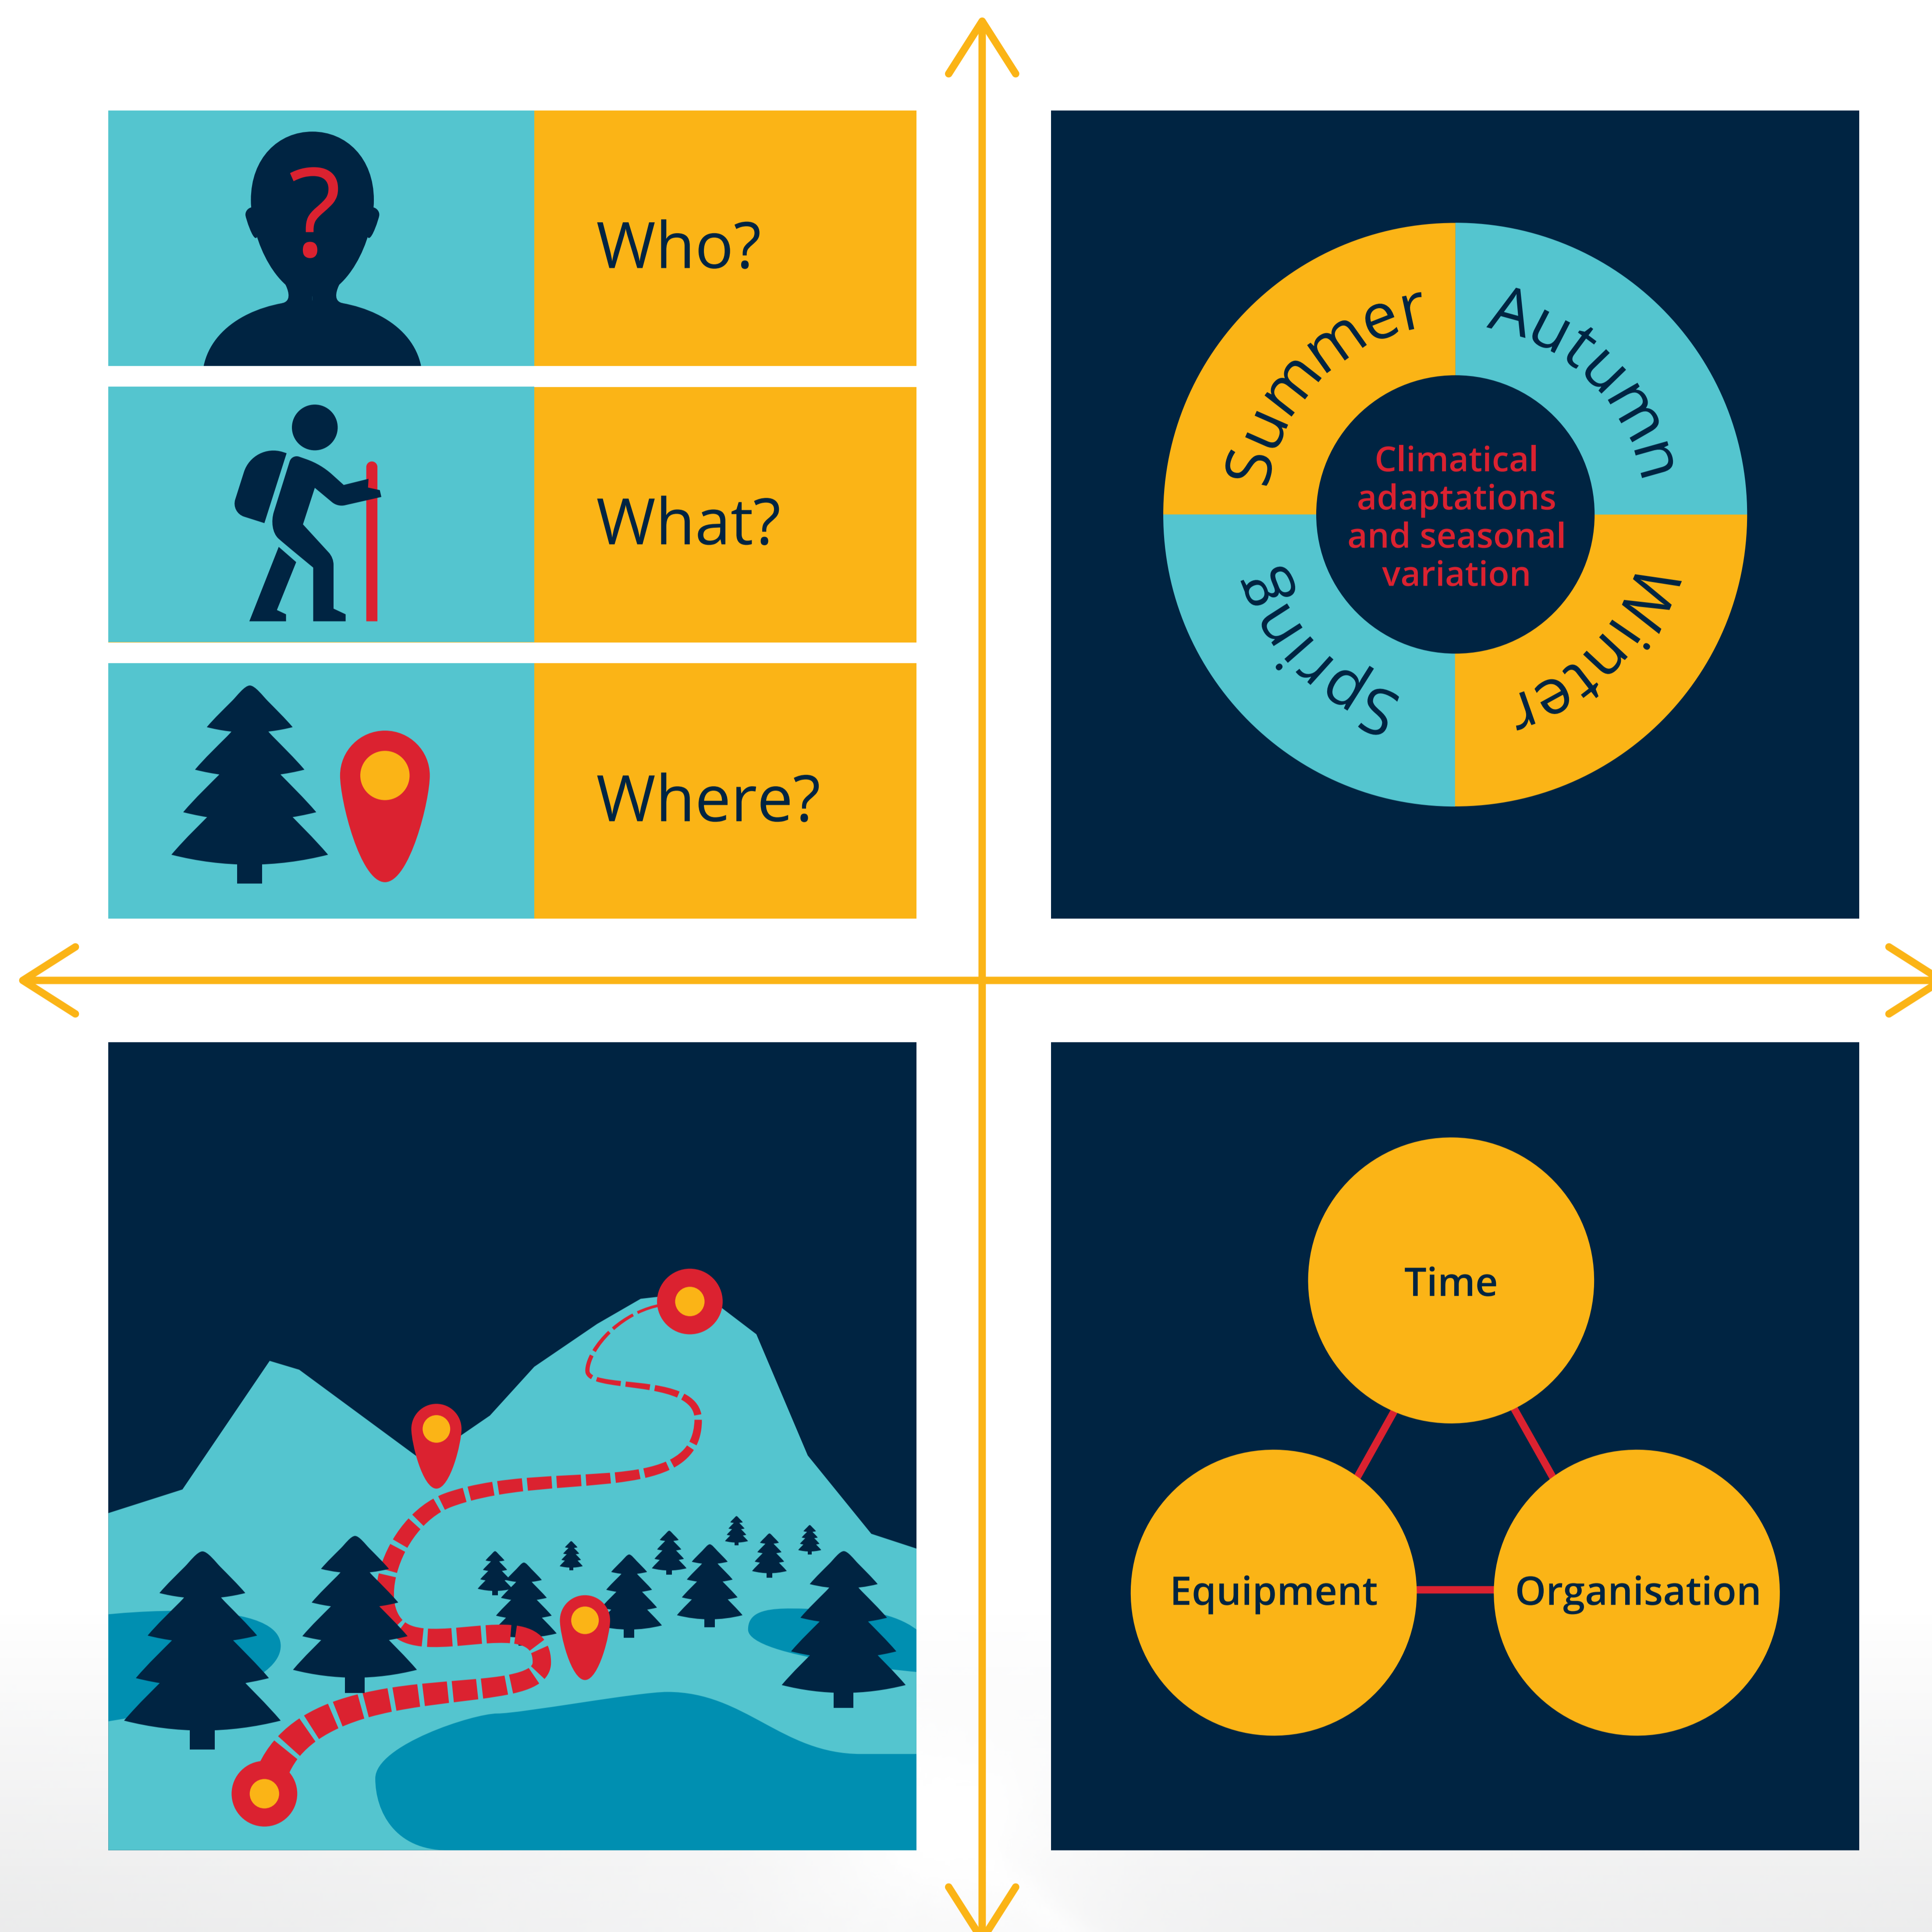 ?
Who?
What?
Where?
Summer
Autumn
Winter
Spring
Climatical
adaptations
and seasonal
variation
Time
Equipment
Organisation